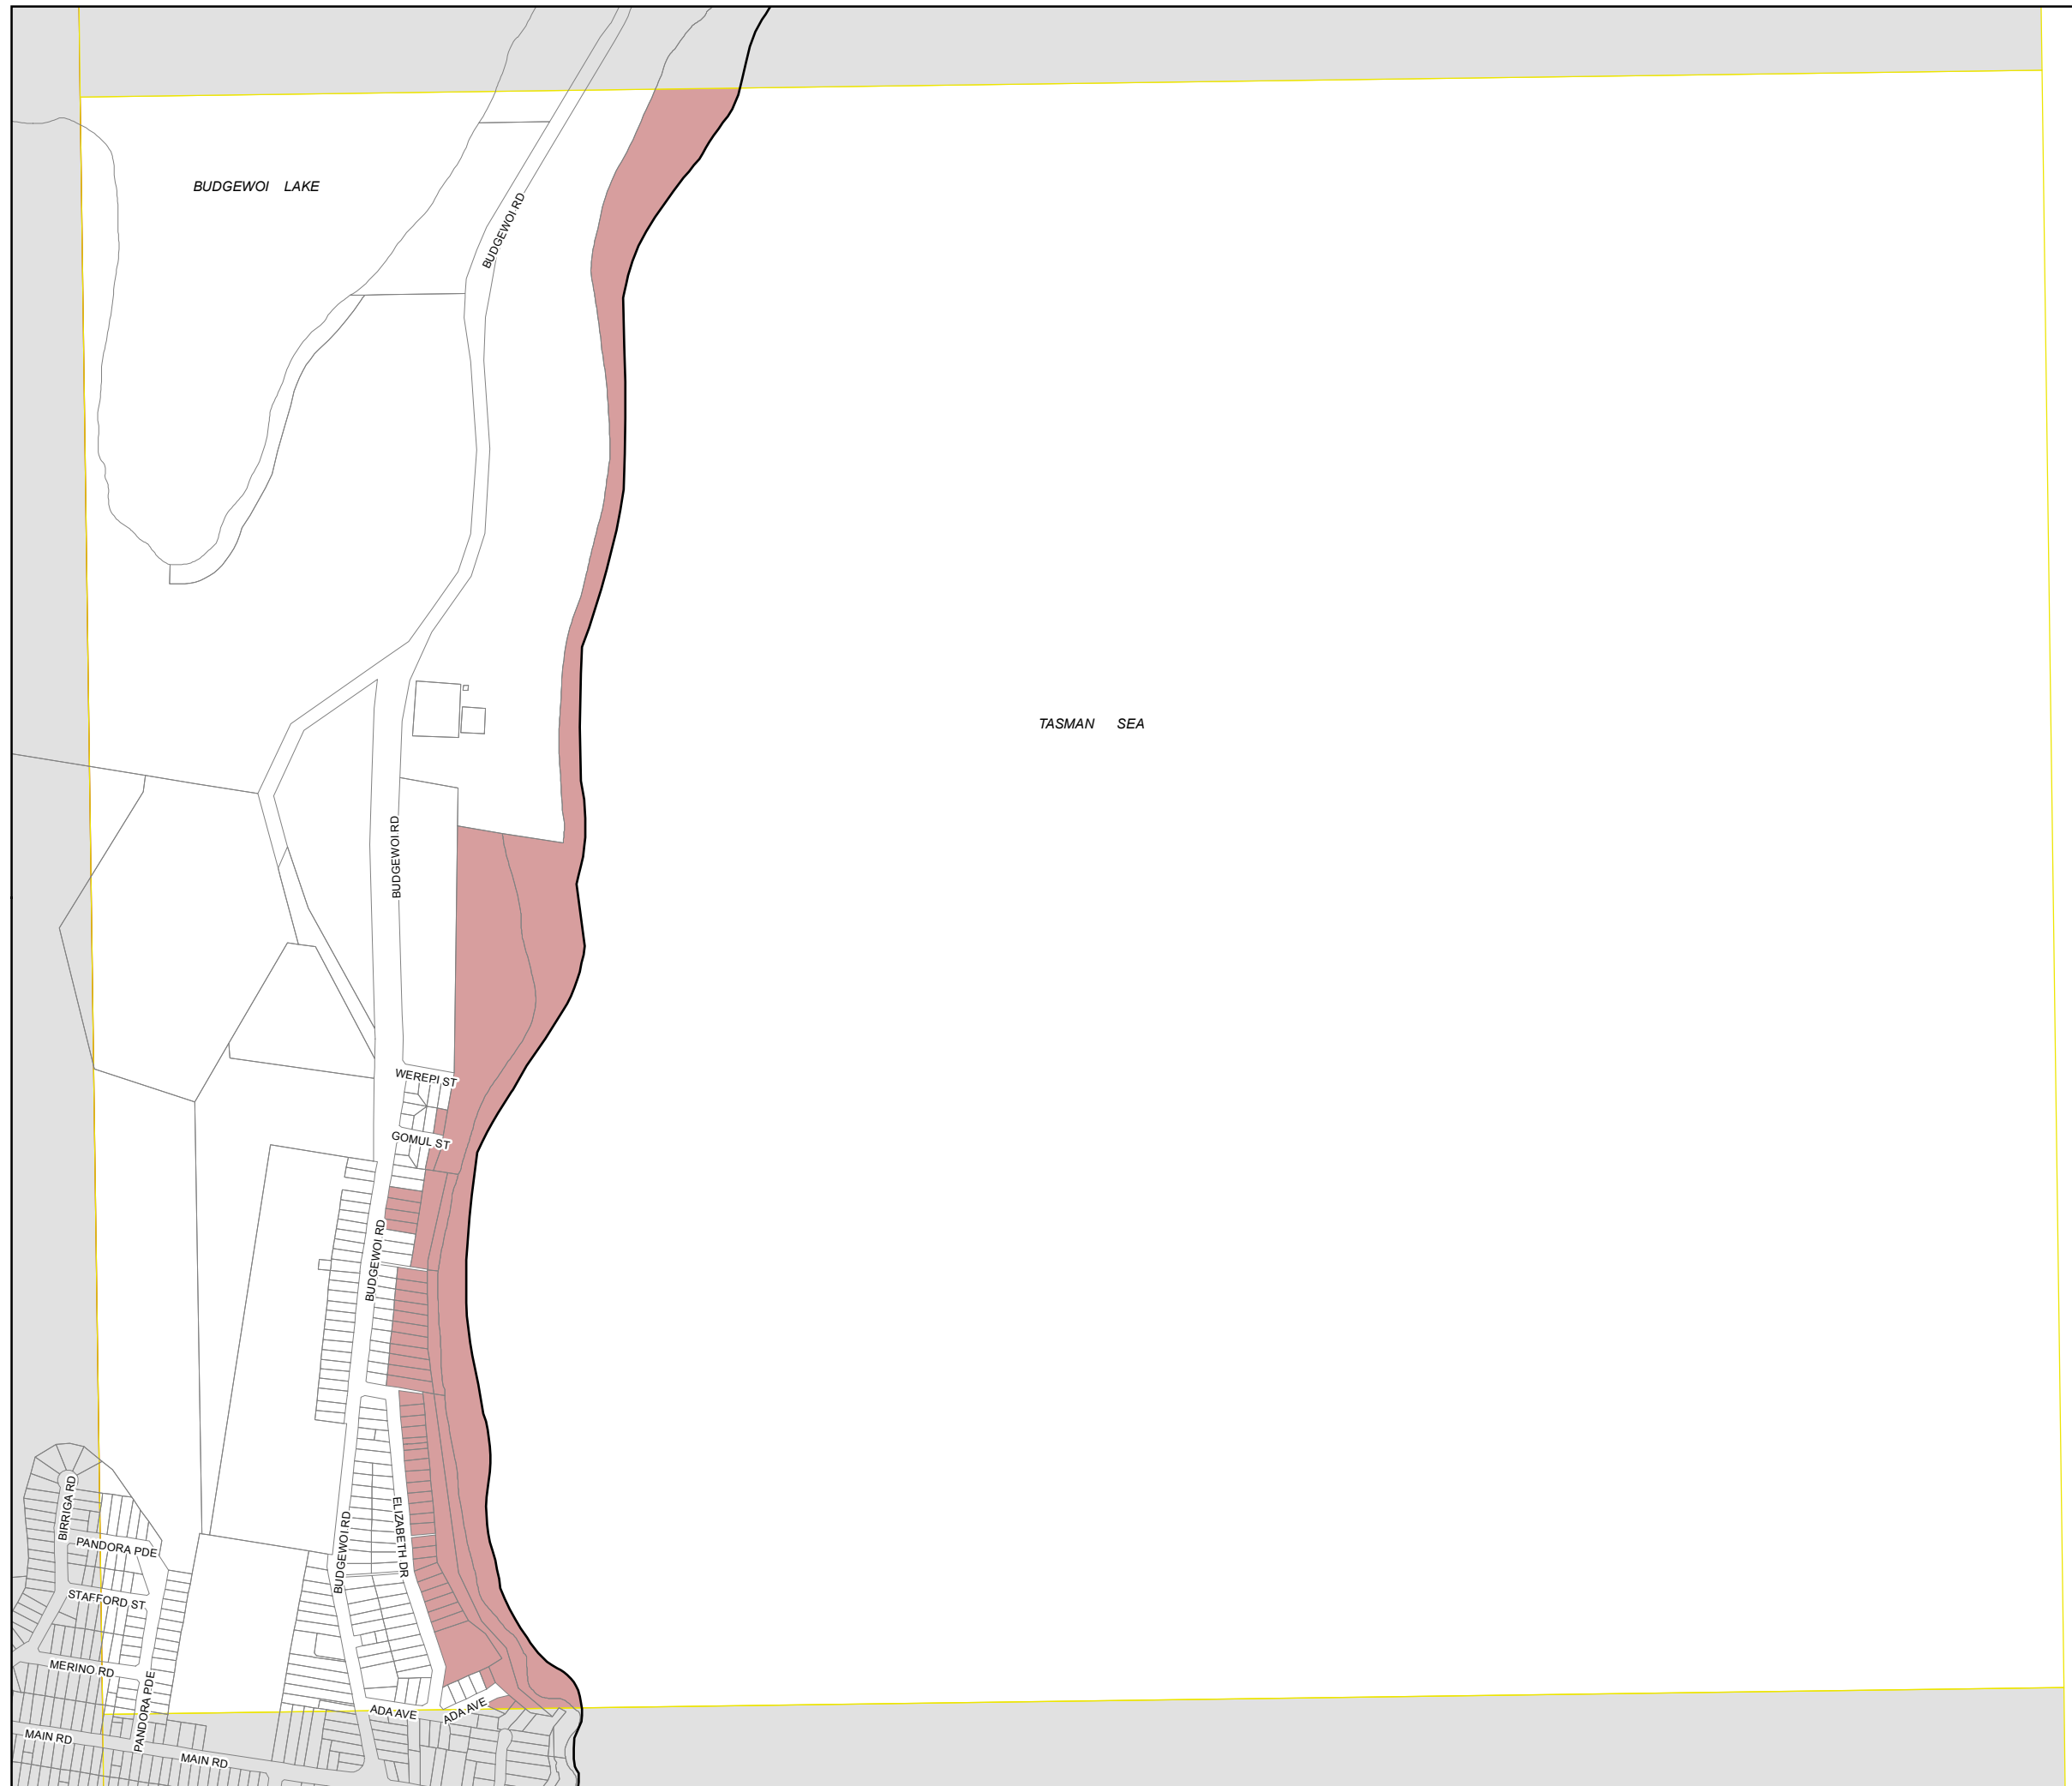 BUDGEWOI LAKE
BUDGEWOI RD
TASMAN SEA
BUDGEWOI RD
WEREPI ST
GOMUL ST
BUDGEWOI RD
BIRRIGA RD
ELIZABETH DR
BUDGEWOI RD
PANDORA PDE
STAFFORD ST
MERINO RD
PANDORA PDE
ADA AVE
ADA AVE
MAIN RD
MAIN RD